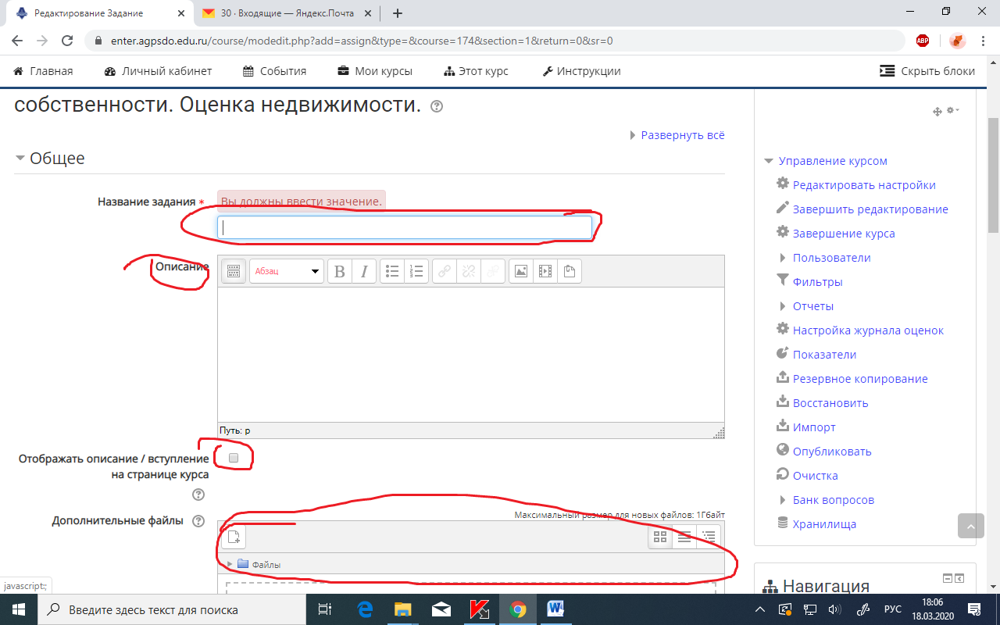 Редактирование Задание
30 · Входящие — Яндекс.Почта
enter.agpsdo.edu.ru/course/modedit.php?add=assign&type=&course=174&section=1&return=0&sr=0
ABP
Главная
Личный кабинет
События
Мои курсы
Этот курс
Инструкции
Скрыть блоки
собственности. Оценка недвижимости.
Развернуть всё
Общее
Название задания *
Вы должны ввести значение.
Описание
Абзац
B I
Путь: p
Отображать описание / вступление
на странице курса
Дополнительные файлы
Максимальный размер для новых файлов: 1Гбайт
Файлы
Управление курсом
Редактировать настройки
Завершить редактирование
Завершение курса
Пользователи
Фильтры
Отчеты
Настройка журнала оценок
Показатели
Резервное копирование
Восстановить
Импорт
Опубликовать
Очистка
Банк вопросов
Хранилища
Навигация
javascript:;
Введите здесь текст для поиска
РУС
18:06
18.03.2020